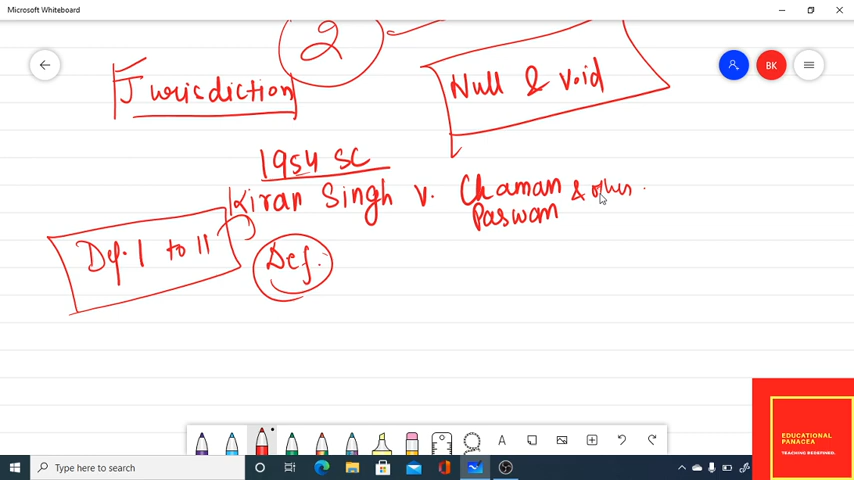 Microsoft Whiteboard
2
Jurisdiction
Null & void
BK
1954 SC
Kiran Singh v. Chaman & others
Paswan
Def. 1 to 11
Def.
EDUCATIONAL
PANACEA
TEACHING REDEFINED.
A
Type here to search